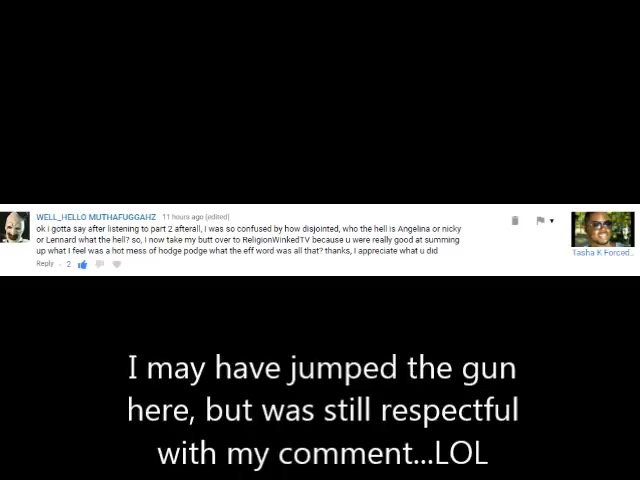 WELL_HELLO MUTHAFUGGAHZ 11 hours ago (edited)
ok i gotta say after listening to part 2 afterall, I was so confused by how disjointed, who the hell is Angelina or nicky
or Lennard what the hell? so, I now take my butt over to ReligionWinkedTV because u were really good at summing
up what I feel was a hot mess of hodge podge what the eff word was all that? thanks, I appreciate what u did
Reply · 2
Tasha K Forced...
I may have jumped the gun
here, but was still respectful
with my comment...LOL